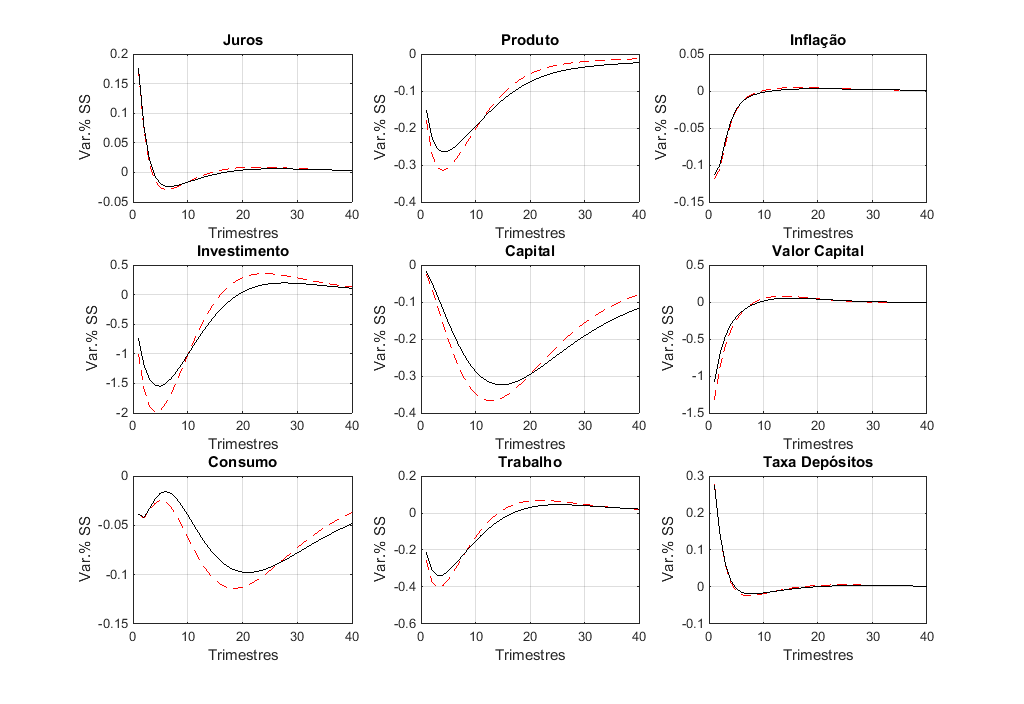 Juros
Var.% SS
0.2
0.15
0.1
0.05
0
-0.05
0 10 20 30 40
Trimestres
Produto
Var.% SS
0
-0.1
-0.2
-0.3
-0.4
0 10 20 30 40
Trimestres
Inflação
Var.% SS
0.05
0
-0.05
-0.1
-0.15
0 10 20 30 40
Trimestres
Investimento
Var.% SS
0.5
0
-0.5
-1
-1.5
-2
0 10 20 30 40
Trimestres
Capital
Var.% SS
0
-0.1
-0.2
-0.3
-0.4
0 10 20 30 40
Trimestres
Valor Capital
Var.% SS
0.5
0
-0.5
-1
-1.5
0 10 20 30 40
Trimestres
Consumo
Var.% SS
0
-0.05
-0.1
-0.15
0 10 20 30 40
Trimestres
Trabalho
Var.% SS
0.2
0
-0.2
-0.4
-0.6
0 10 20 30 40
Trimestres
Taxa Depósitos
Var.% SS
0.3
0.2
0.1
0
-0.1
0 10 20 30 40
Trimestres